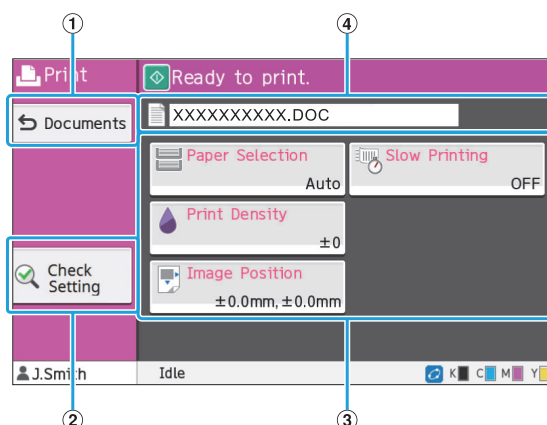 ① ④
Print Ready to print.
Documents XXXXXXXXXX.DOC
Paper Selection Slow Printing
Auto OFF
Print Density
±0
Check
Setting
Image Position
±0.0mm, ±0.0mm
J.Smith Idle K C M Y
② ③